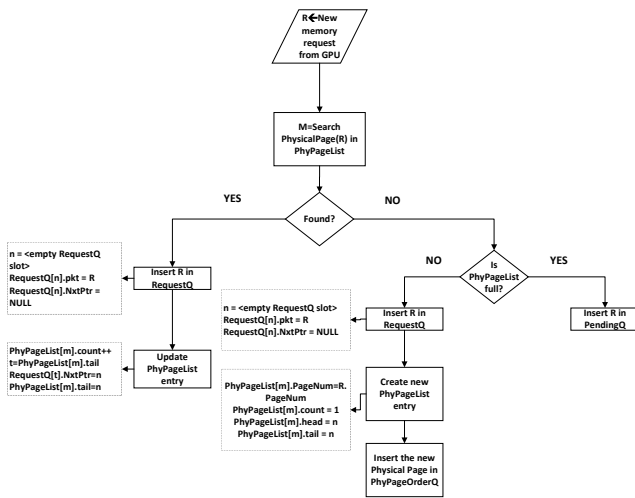 R←New
memory
request
from GPU
M=Search
PhysicalPage(R) in
PhyPageList
YES
NO
Found?
n = <empty RequestQ
slot>
RequestQ[n].pkt = R
RequestQ[n].NxtPtr =
NULL
Insert R in
RequestQ
NO
Is
PhyPageList
full?
YES
n = <empty RequestQ slot>
RequestQ[n].pkt = R
RequestQ[n].NxtPtr = NULL
Insert R in
RequestQ
Insert R in
PendingQ
PhyPageList[m].count++
t=PhyPageList[m].tail
RequestQ[t].NxtPtr=n
PhyPageList[m].tail=n
Update
PhyPageList
entry
PhyPageList[m].PageNum=R.
PageNum
PhyPageList[m].count = 1
PhyPageList[m].head = n
PhyPageList[m].tail = n
Create new
PhyPageList
entry
Insert the new
Physical Page in
PhyPageOrderQ